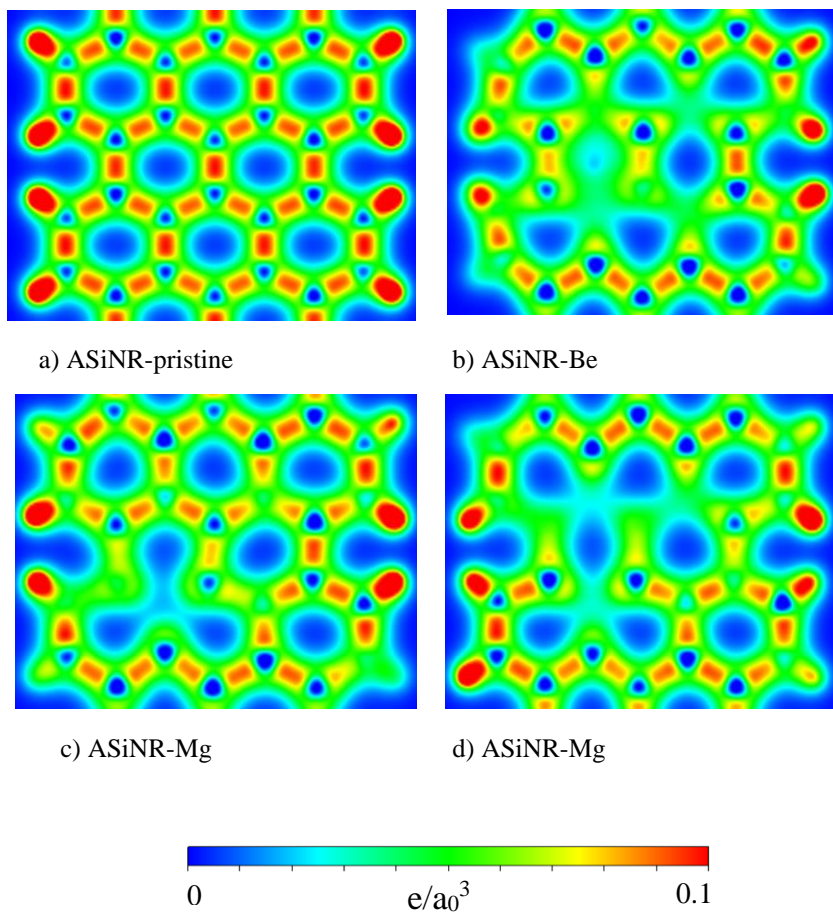 a) ASiNR-pristine
b) ASiNR-Be
c) ASiNR-Mg
d) ASiNR-Mg
0
e/a₀³
0.1